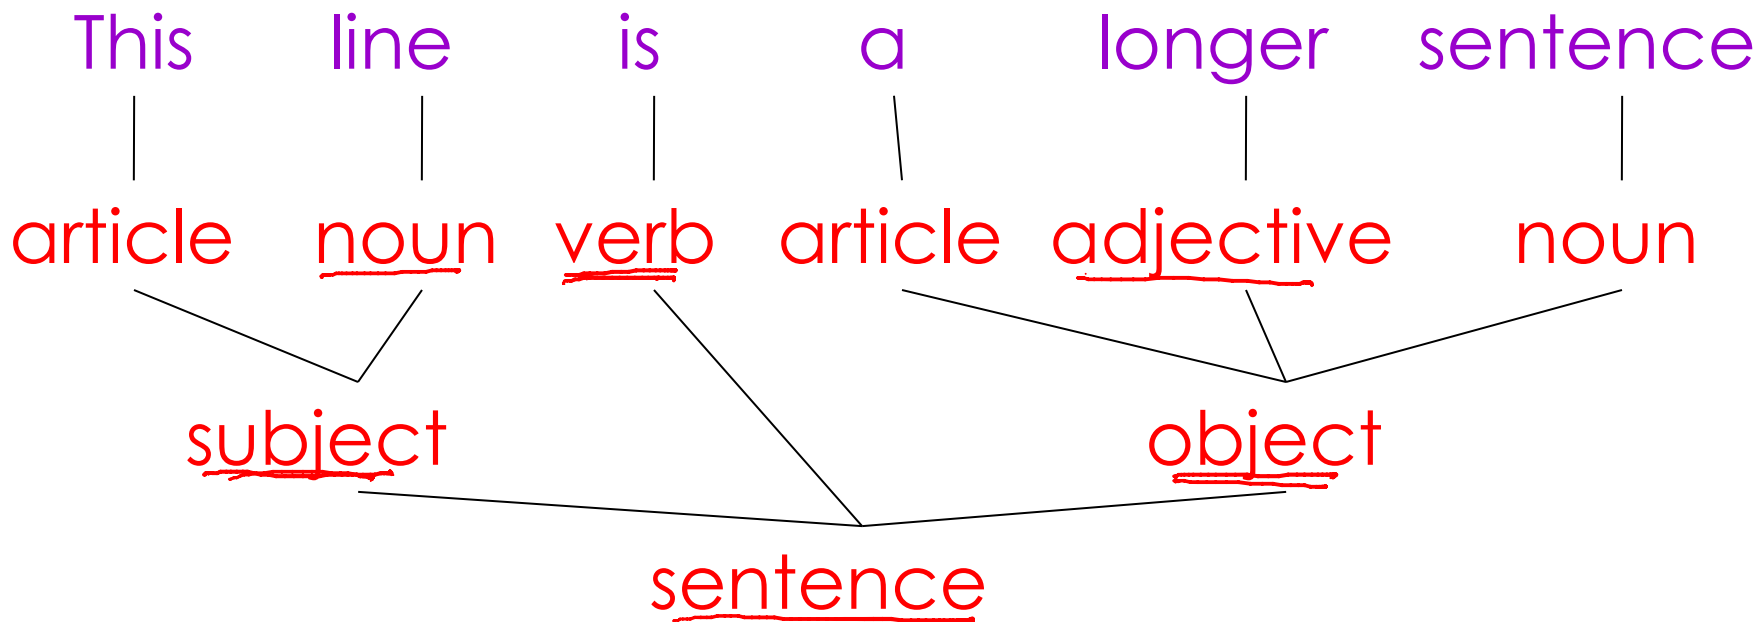 This line is a longer sentence
article noun verb article adjective noun
subject object
sentence